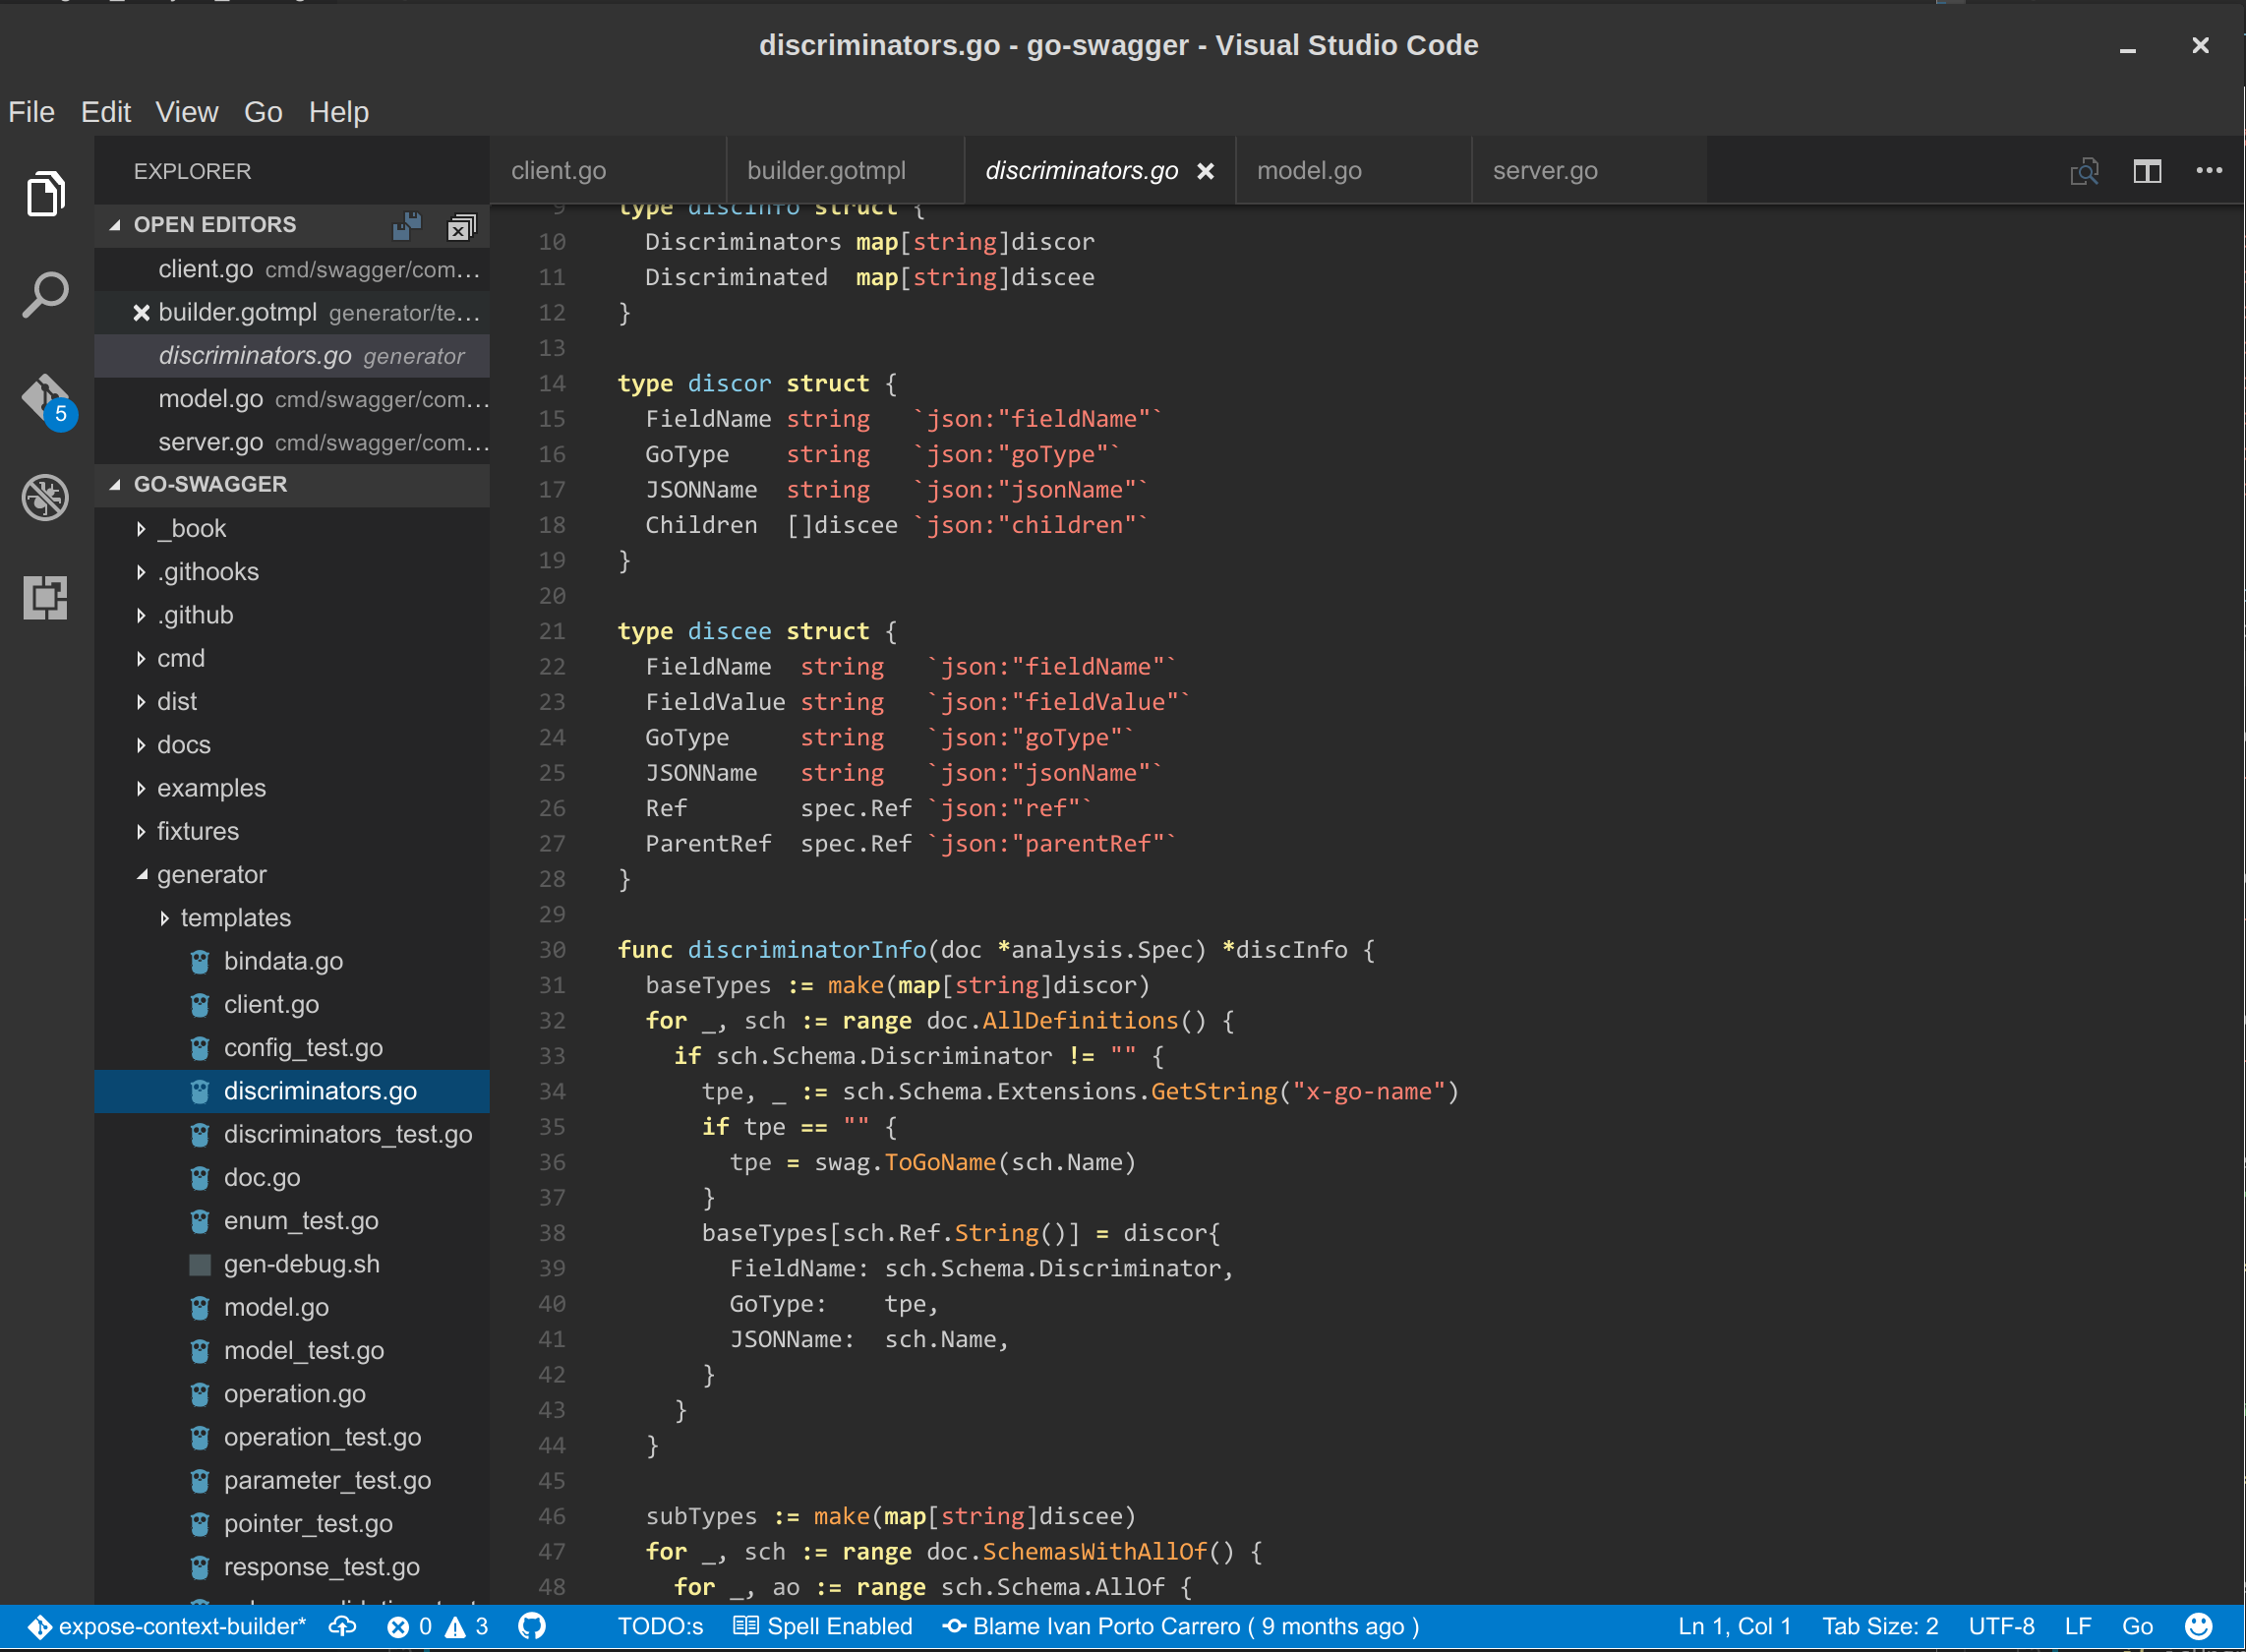 discriminators.go - go-swagger - Visual Studio Code
File Edit View Go Help
EXPLORER
OPEN EDITORS
client.go cmd/swagger/com...
builder.gotmpl generator/te...
discriminators.go generator
model.go cmd/swagger/com...
server.go cmd/swagger/com...
5
GO-SWAGGER
_book
.githooks
.github
cmd
dist
docs
examples
fixtures
generator
templates
bindata.go
client.go
config_test.go
discriminators.go
discriminators_test.go
doc.go
enum_test.go
gen-debug.sh
model.go
model_test.go
operation.go
operation_test.go
parameter_test.go
pointer_test.go
response_test.go
client.go builder.gotmpl discriminators.go model.go server.go
9 type discInfo struct {
10 Discriminators map[string]discor
11 Discriminated  map[string]discee
12 }
13
14 type discor struct {
15 FieldName string   `json:"fieldName"`
16 GoType    string   `json:"goType"`
17 JSONName  string   `json:"jsonName"`
18 Children  []discee `json:"children"`
19 }
20
21 type discee struct {
22 FieldName  string   `json:"fieldName"`
23 FieldValue string   `json:"fieldValue"`
24 GoType     string   `json:"goType"`
25 JSONName   string   `json:"jsonName"`
26 Ref        spec.Ref `json:"ref"`
27 ParentRef  spec.Ref `json:"parentRef"`
28 }
29
30 func discriminatorInfo(doc *analysis.Spec) *discInfo {
31 baseTypes := make(map[string]discor)
32 for _, sch := range doc.AllDefinitions() {
33 if sch.Schema.Discriminator != "" {
34 tpe, _ := sch.Schema.Extensions.GetString("x-go-name")
35 if tpe == "" {
36 tpe = swag.ToGoName(sch.Name)
37 }
38 baseTypes[sch.Ref.String()] = discor{
39 FieldName: sch.Schema.Discriminator,
40 GoType:    tpe,
41 JSONName:  sch.Name,
42 }
43 }
44 }
45
46 subTypes := make(map[string]discee)
47 for _, sch := range doc.SchemasWithAllOf() {
48 for _, ao := range sch.Schema.AllOf {
expose-context-builder* 0 3 TODO:s Spell Enabled Blame Ivan Porto Carrero ( 9 months ago ) Ln 1, Col 1 Tab Size: 2 UTF-8 LF Go